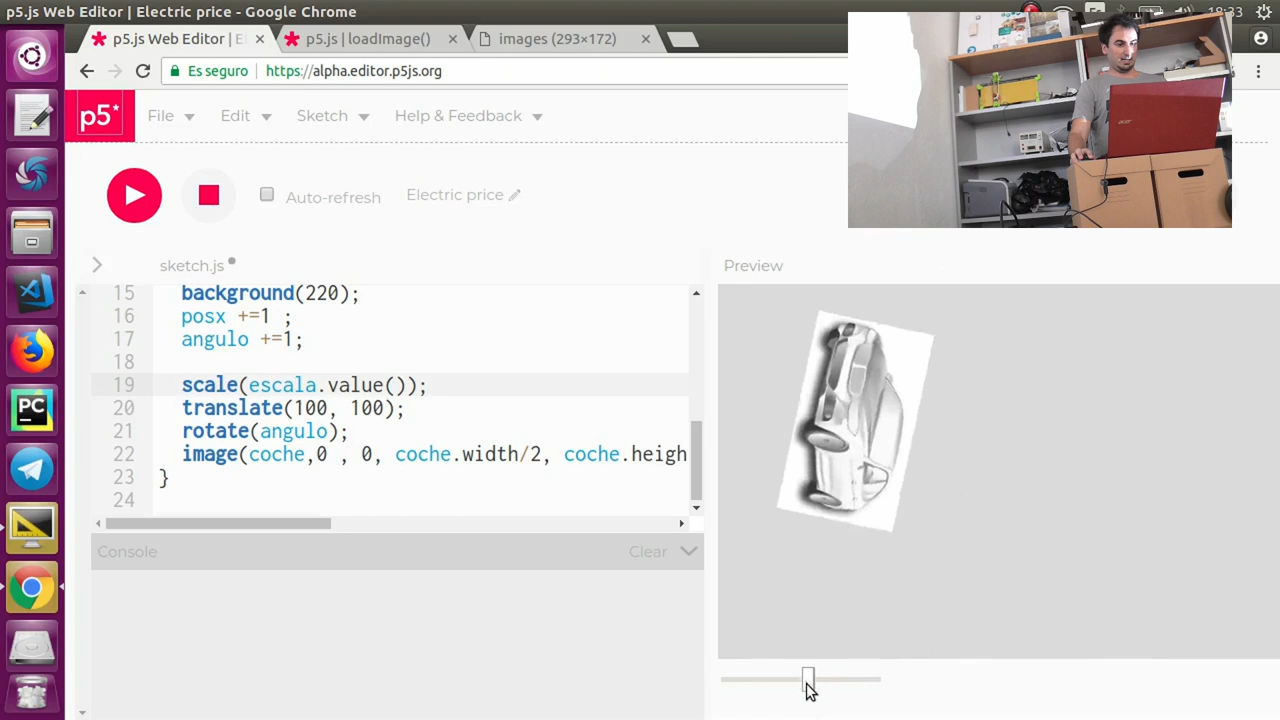 p5.js Web Editor | Electric price - Google Chrome
18:33
p5.js Web Editor | El
p5.js | loadImage()
images (293×172)
Es seguro
https://alpha.editor.p5js.org
p5*
File
Edit
Sketch
Help & Feedback
Auto-refresh
Electric price
sketch.js
Preview
15 background(220);
16 posx +=1 ;
17 angulo +=1;
18
19 scale(escala.value());
20 translate(100, 100);
21 rotate(angulo);
22 image(coche,0 , 0, coche.width/2, coche.heigh
23 }
24
Console
Clear
PC
acer